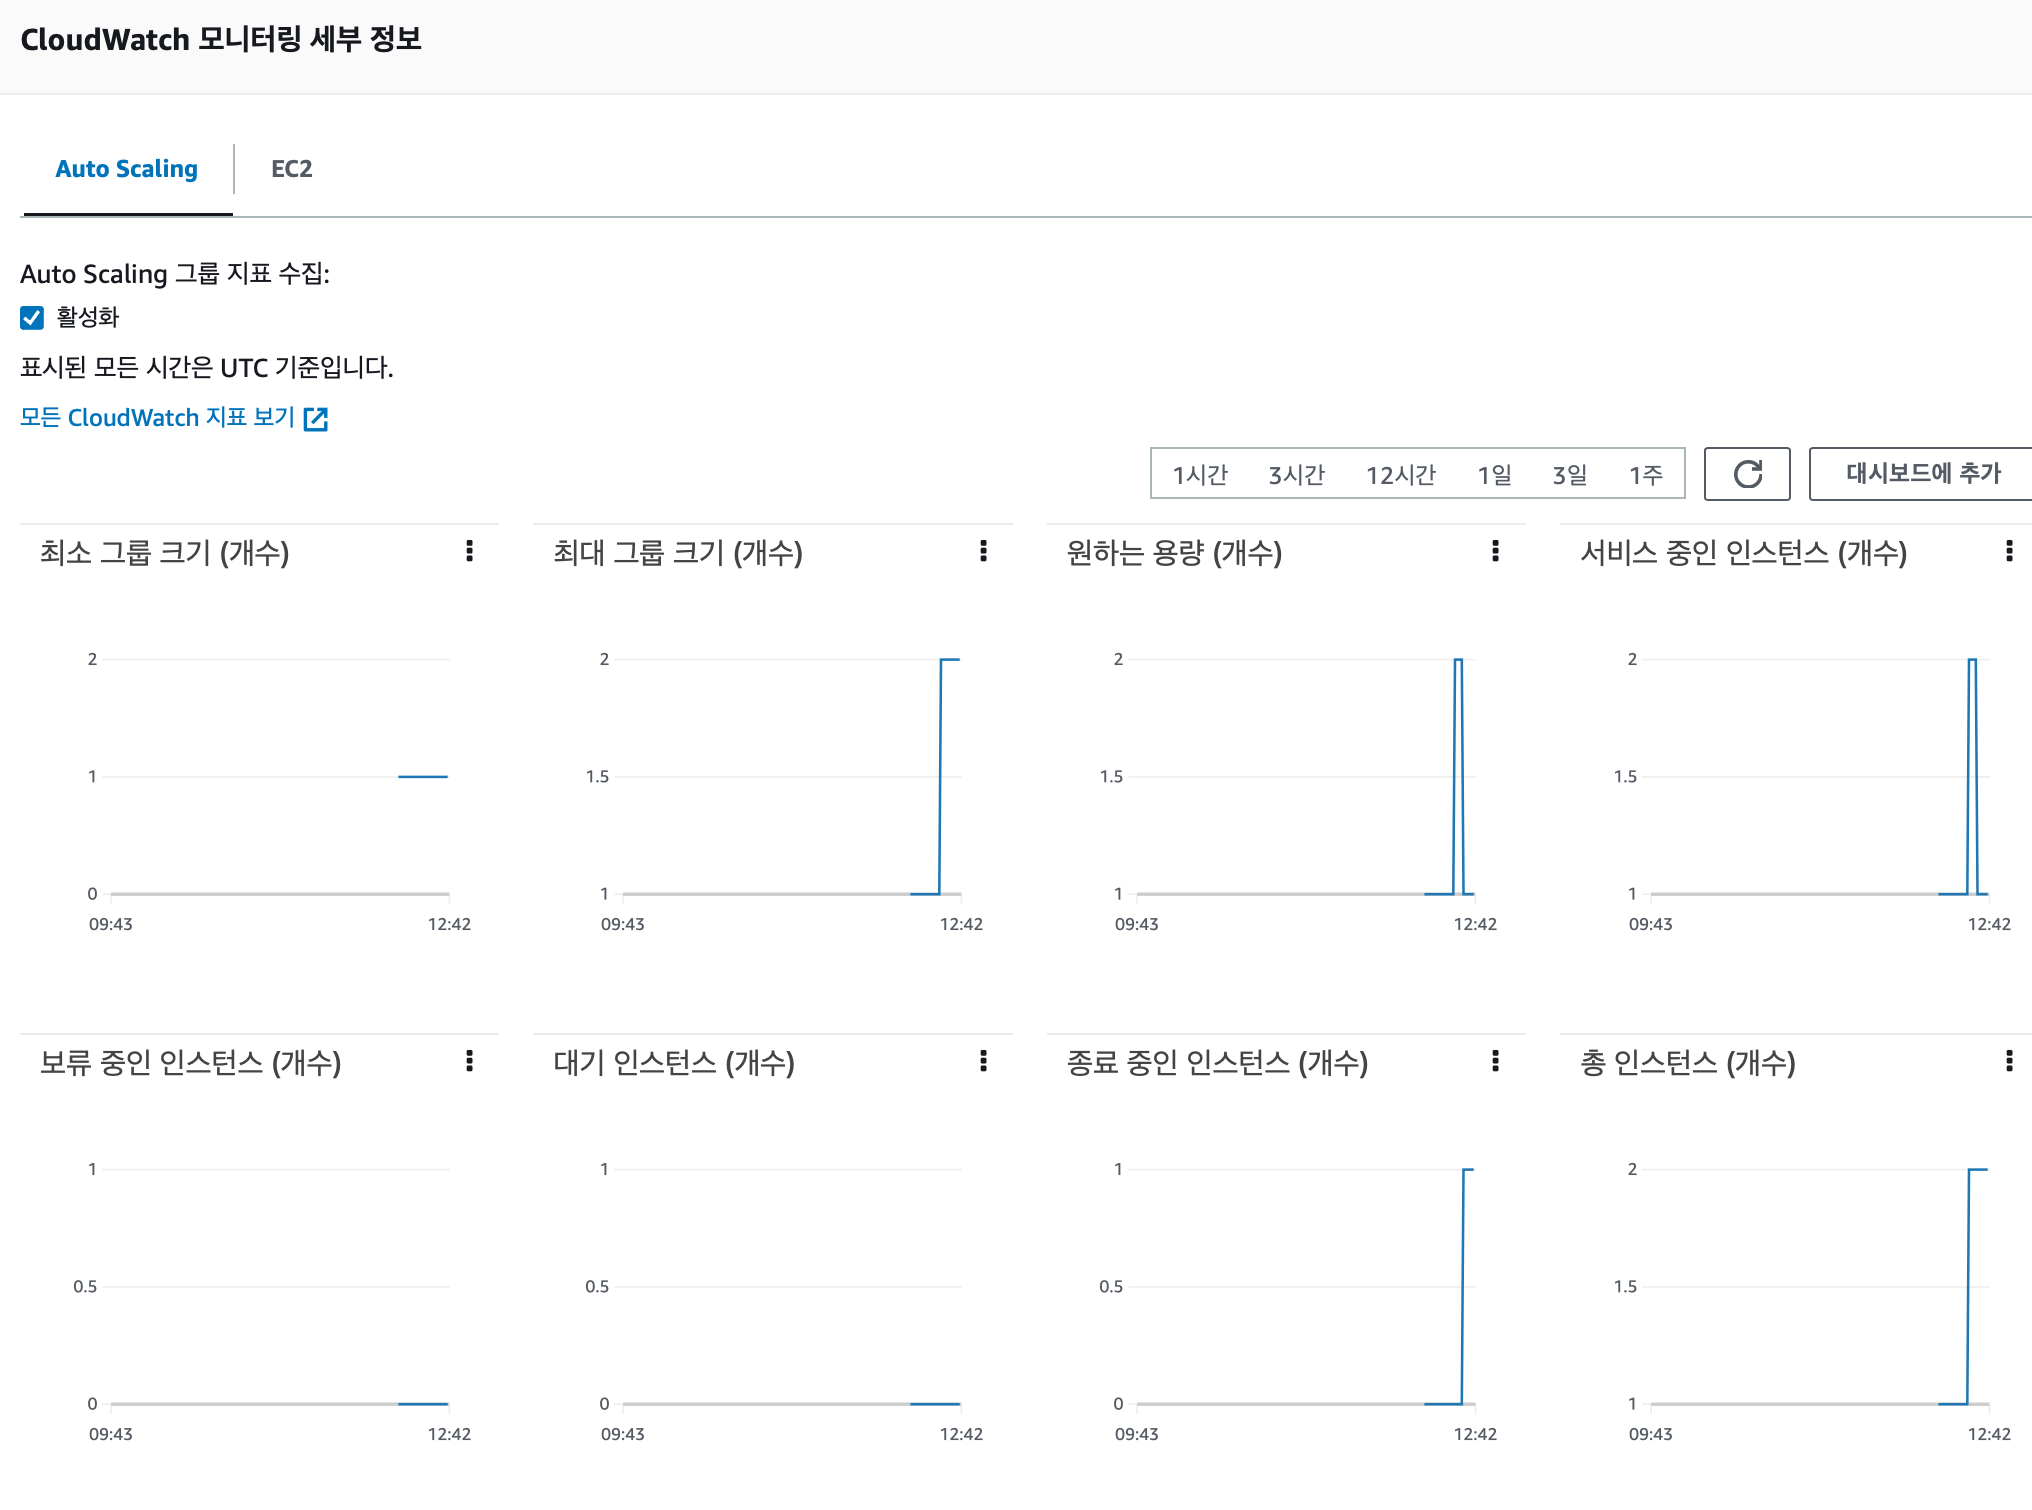 CloudWatch 모니터링 세부 정보
Auto Scaling
EC2
Auto Scaling 그룹 지표 수집:
활성화
표시된 모든 시간은 UTC 기준입니다.
모든 CloudWatch 지표 보기
1시간 3시간 12시간 1일 3일 1주
대시보드에 추가
최소 그룹 크기 (개수)
2
1
0
09:43 12:42
최대 그룹 크기 (개수)
2
1.5
1
09:43 12:42
원하는 용량 (개수)
2
1.5
1
09:43 12:42
서비스 중인 인스턴스 (개수)
2
1.5
1
09:43 12:42
보류 중인 인스턴스 (개수)
1
0.5
0
09:43 12:42
대기 인스턴스 (개수)
1
0.5
0
09:43 12:42
종료 중인 인스턴스 (개수)
1
0.5
0
09:43 12:42
총 인스턴스 (개수)
2
1.5
1
09:43 12:42